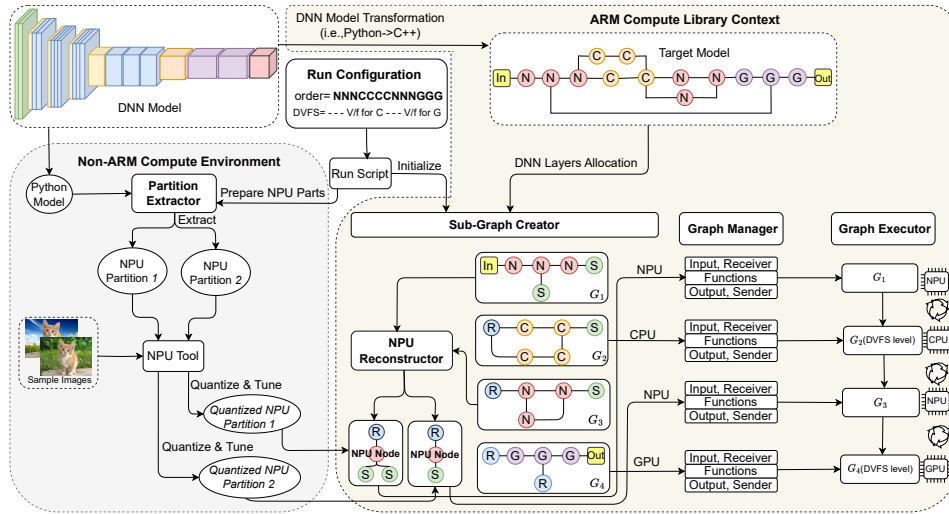 DNN Model Transformation
(i.e.,Python->C++)
ARM Compute Library Context
DNN Model
Run Configuration
order= NNNCCCCNNNGGG
DVFS= - - - V/f for C - - - V/f for G
Target Model
In
N
N
N
C
C
C
C
N
N
N
G
G
G
Out
Non-ARM Compute Environment
Python
Model
Partition
Extractor
Prepare NPU Parts
Run Script
Initialize
DNN Layers Allocation
Extract
NPU
Partition 1
NPU
Partition 2
Sub-Graph Creator
Graph Manager
Graph Executor
In
N
N
N
S
S
G1
NPU
Input, Receiver
Functions
Output, Sender
G1
NPU
Sample Images
NPU Tool
NPU
Reconstructor
R
C
C
S
C
C
G2
CPU
Input, Receiver
Functions
Output, Sender
G2(DVFS level)
CPU
Quantize & Tune
Quantized NPU
Partition 1
R
N
N
S
N
G3
NPU
Input, Receiver
Functions
Output, Sender
G3
NPU
Quantize & Tune
Quantized NPU
Partition 2
R
NPU Node
S
S
R
NPU Node
S
R
G
G
G
Out
R
G4
GPU
Input, Receiver
Functions
Output, Sender
G4(DVFS level)
GPU